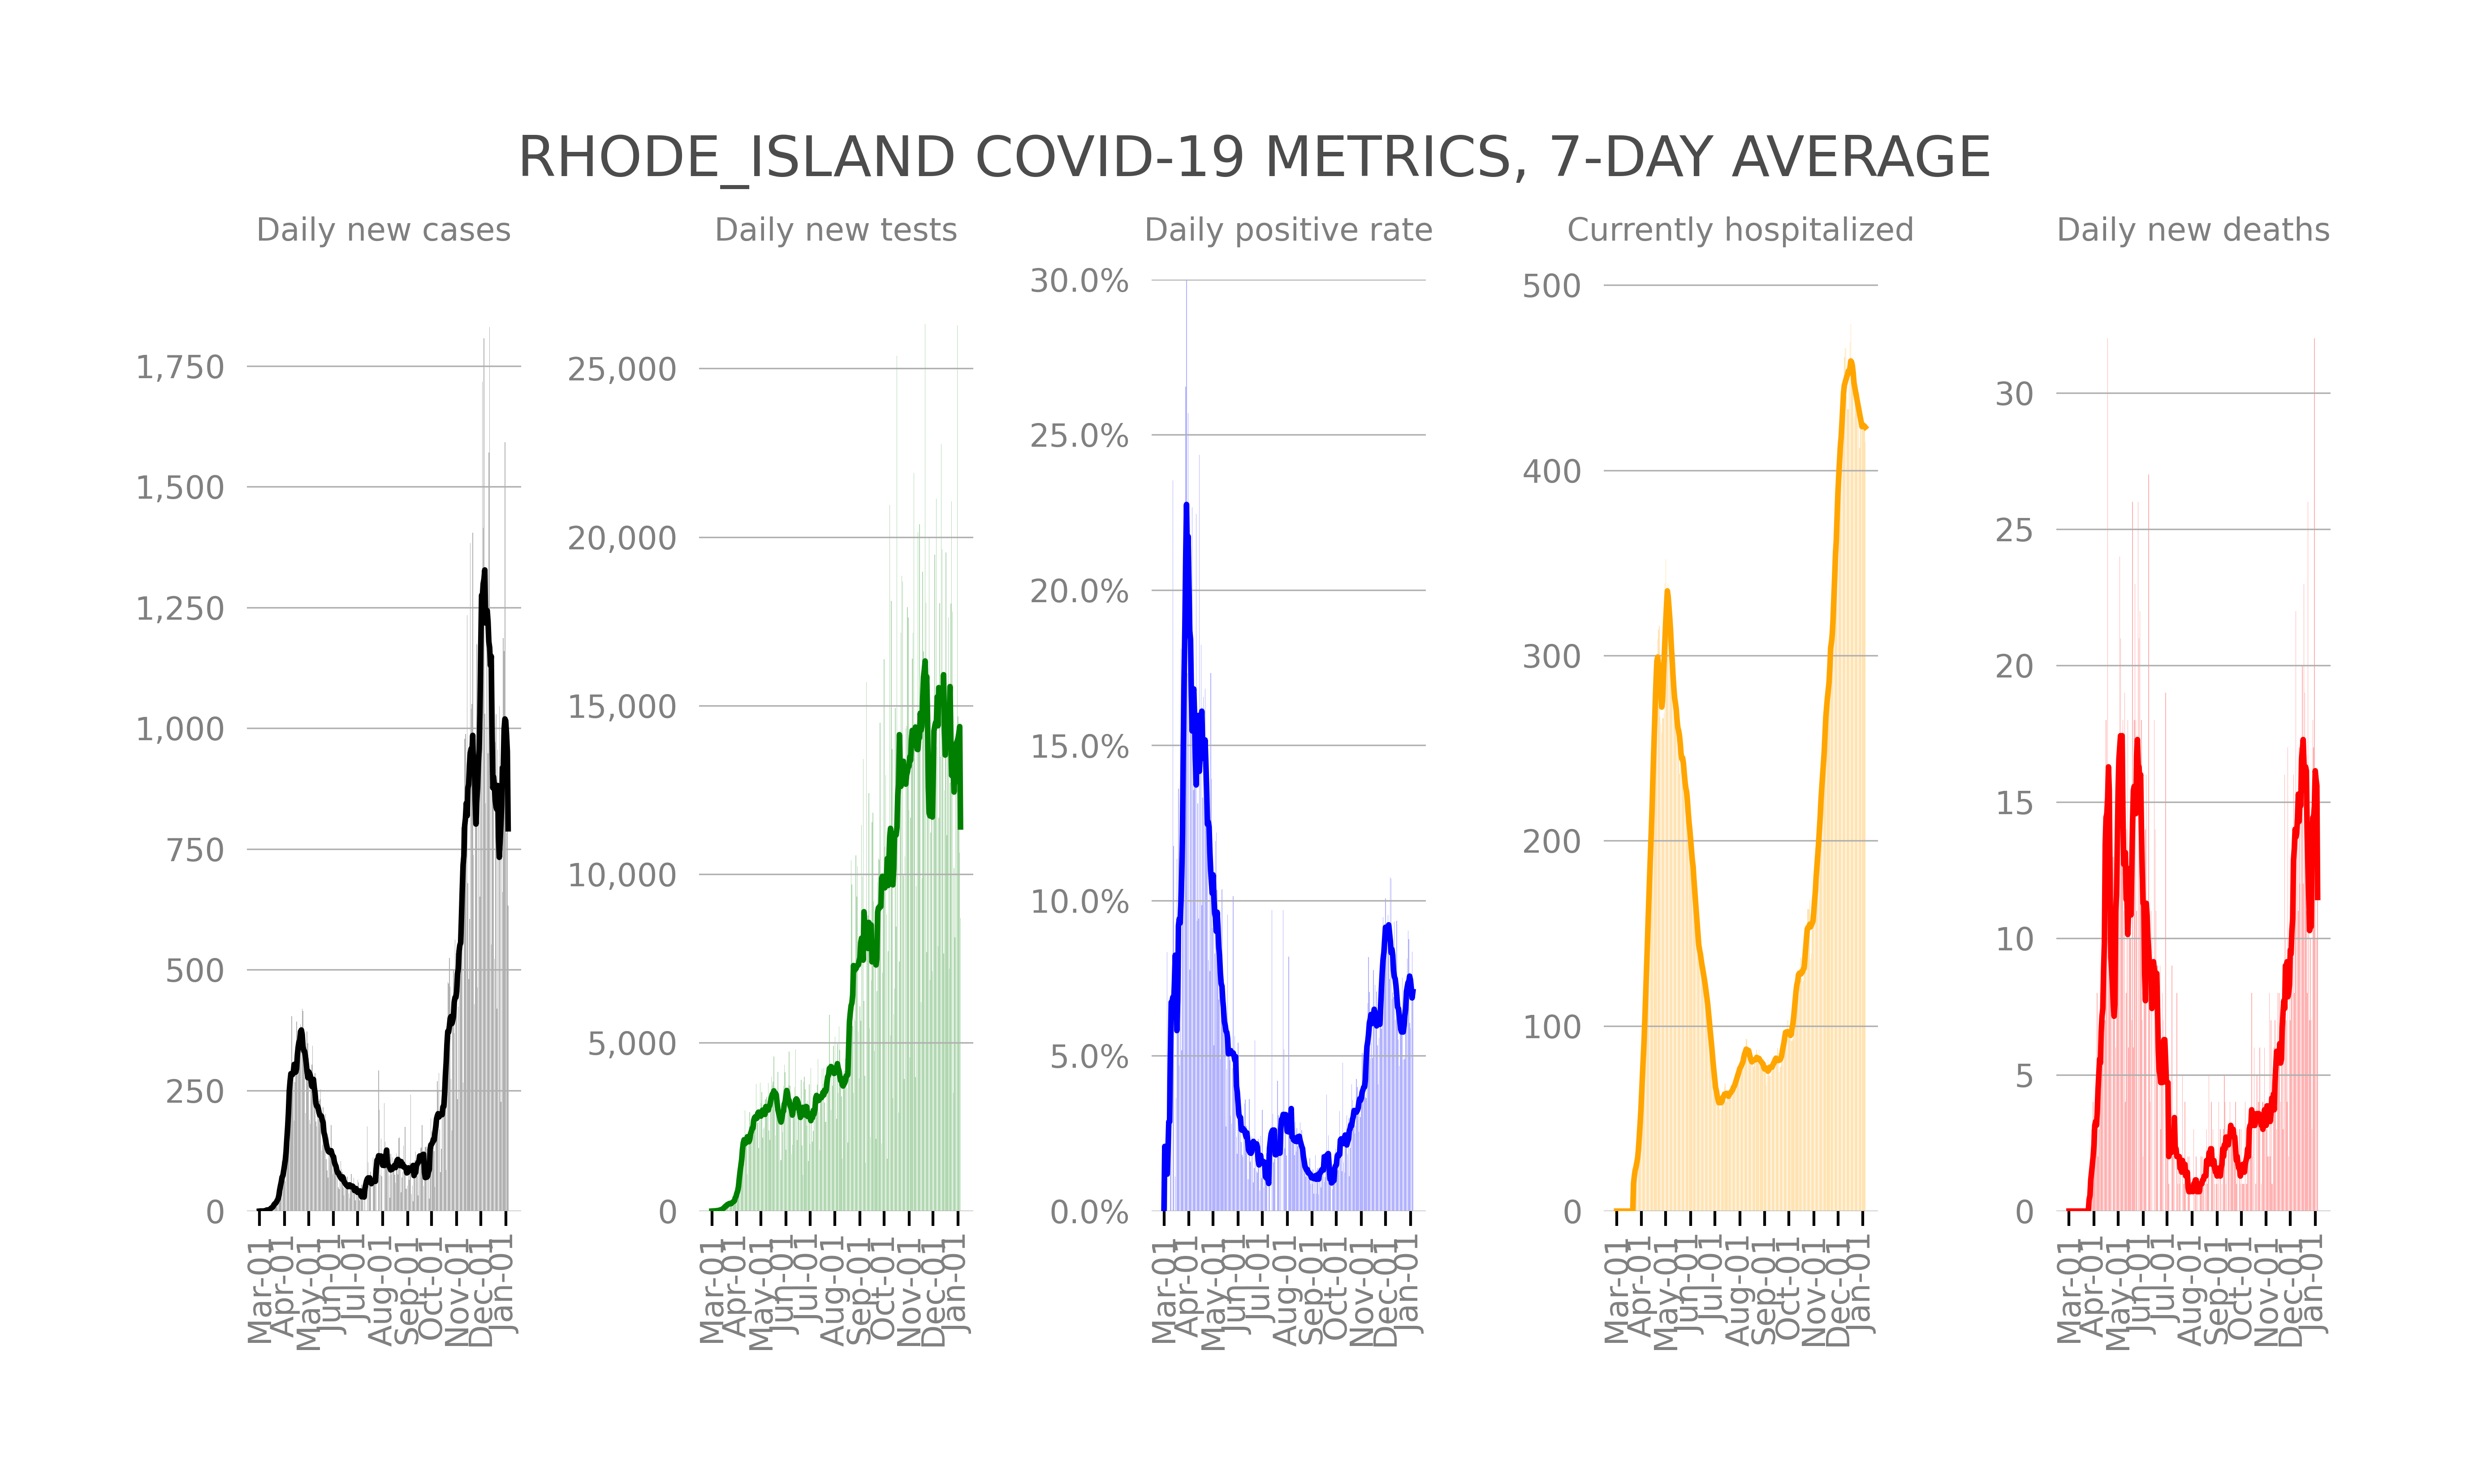 RHODE_ISLAND COVID-19 METRICS, 7-DAY AVERAGE
Daily new cases
1,750
1,500
1,250
1,000
750
500
250
0
Mar-01
Apr-01
May-01
Jun-01
Jul-01
Aug-01
Sep-01
Oct-01
Nov-01
Dec-01
Jan-01
Daily new tests
25,000
20,000
15,000
10,000
5,000
0
Mar-01
Apr-01
May-01
Jun-01
Jul-01
Aug-01
Sep-01
Oct-01
Nov-01
Dec-01
Jan-01
Daily positive rate
30.0%
25.0%
20.0%
15.0%
10.0%
5.0%
0.0%
Mar-01
Apr-01
May-01
Jun-01
Jul-01
Aug-01
Sep-01
Oct-01
Nov-01
Dec-01
Jan-01
Currently hospitalized
500
400
300
200
100
0
Mar-01
Apr-01
May-01
Jun-01
Jul-01
Aug-01
Sep-01
Oct-01
Nov-01
Dec-01
Jan-01
Daily new deaths
30
25
20
15
10
5
0
Mar-01
Apr-01
May-01
Jun-01
Jul-01
Aug-01
Sep-01
Oct-01
Nov-01
Dec-01
Jan-01